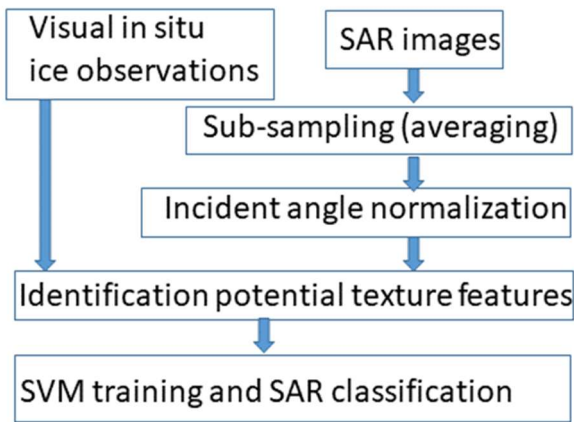 Visual in situ
ice observations
SAR images
Sub-sampling (averaging)
Incident angle normalization
Identification potential texture features
SVM training and SAR classification